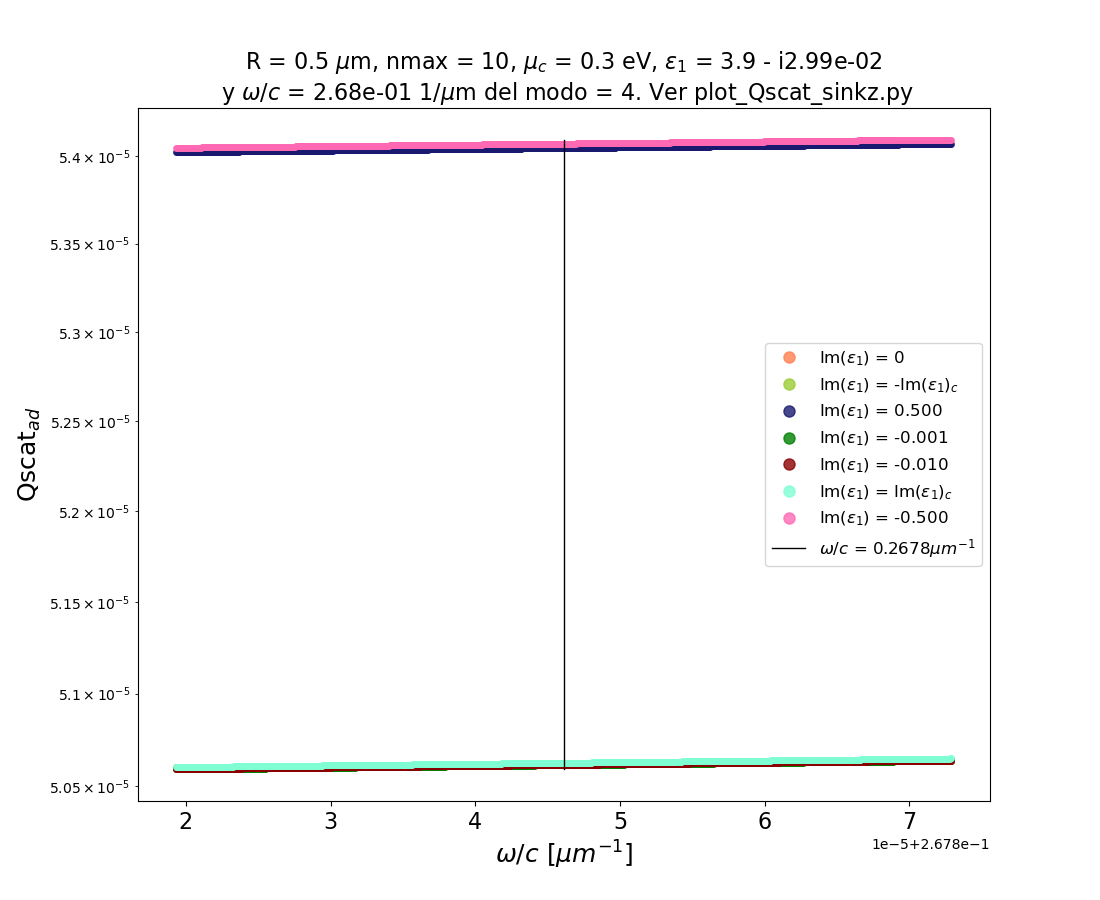 R = 0.5 μm, nmax = 10, μ_c = 0.3 eV, ε₁ = 3.9 - i2.99e-02
y ω/c = 2.68e-01 1/μm del modo = 4. Ver plot_Qscat_sinkz.py
5.4 × 10⁻⁵
5.35 × 10⁻⁵
5.3 × 10⁻⁵
5.25 × 10⁻⁵
5.2 × 10⁻⁵
5.15 × 10⁻⁵
5.1 × 10⁻⁵
5.05 × 10⁻⁵
Qscat_ad
Im(ε₁) = 0
Im(ε₁) = -Im(ε₁)_c
Im(ε₁) = 0.500
Im(ε₁) = -0.001
Im(ε₁) = -0.010
Im(ε₁) = Im(ε₁)_c
Im(ε₁) = -0.500
ω/c = 0.2678μm⁻¹
2 3 4 5 6 7
1e-5+2.678e-1
ω/c [μm⁻¹]